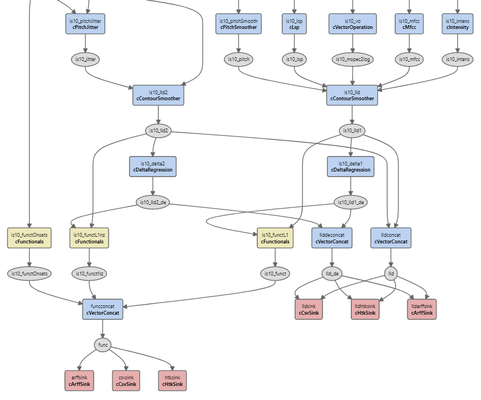 is10_pitchJitter
cPitchJitter
is10_pitchSmooth
cPitchSmoother
is10_lsp
cLsp
is10_vo
cVectorOperation
is10_mfcc
cMfcc
is10_intens
cIntensity
is10_jitter
is10_pitch
is10_lsp
is10_mspec2log
is10_mfcc
is10_intens
is10_lld2
cContourSmoother
is10_lld
cContourSmoother
is10_lld2
is10_lld1
is10_delta2
cDeltaRegression
is10_delta1
cDeltaRegression
is10_lld2_de
is10_lld1_de
is10_functOnsets
cFunctionals
is10_functL1nz
cFunctionals
is10_functL1
cFunctionals
llddeconcat
cVectorConcat
lldconcat
cVectorConcat
is10_functOnsets
is10_functNz
is10_funct
lld_de
lld
funcconcat
cVectorConcat
lldsink
cCsvSink
lldhtksink
cHtkSink
lldarffsink
cArffSink
func
arffsink
cArffSink
csvsink
cCsvSink
htksink
cHtkSink